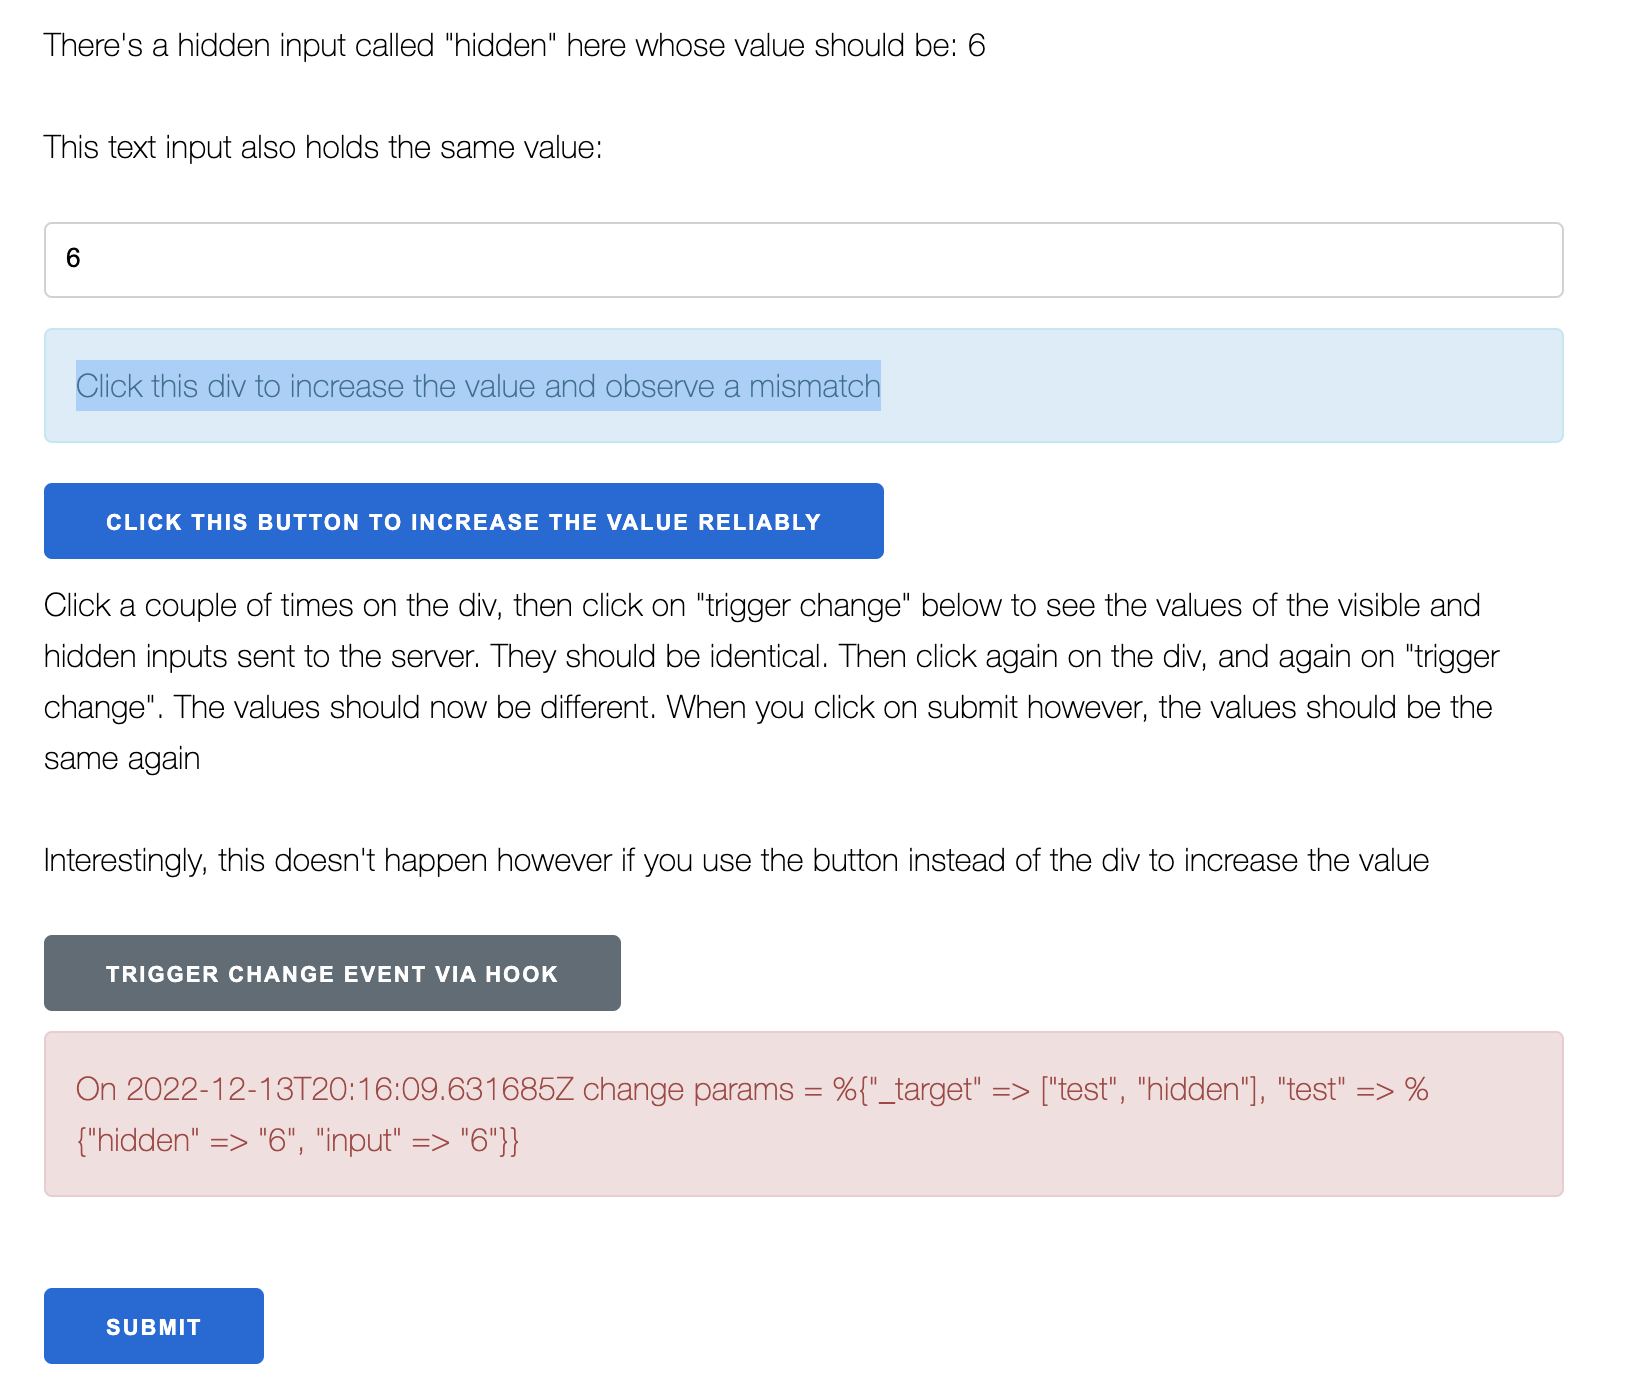 There's a hidden input called "hidden" here whose value should be: 6
This text input also holds the same value:
6
Click this div to increase the value and observe a mismatch
CLICK THIS BUTTON TO INCREASE THE VALUE RELIABLY
Click a couple of times on the div, then click on "trigger change" below to see the values of the visible and
hidden inputs sent to the server. They should be identical. Then click again on the div, and again on "trigger
change". The values should now be different. When you click on submit however, the values should be the
same again
Interestingly, this doesn't happen however if you use the button instead of the div to increase the value
TRIGGER CHANGE EVENT VIA HOOK
On 2022-12-13T20:16:09.631685Z change params = %{"_target" => ["test", "hidden"], "test" => %
{"hidden" => "6", "input" => "6"}}
SUBMIT